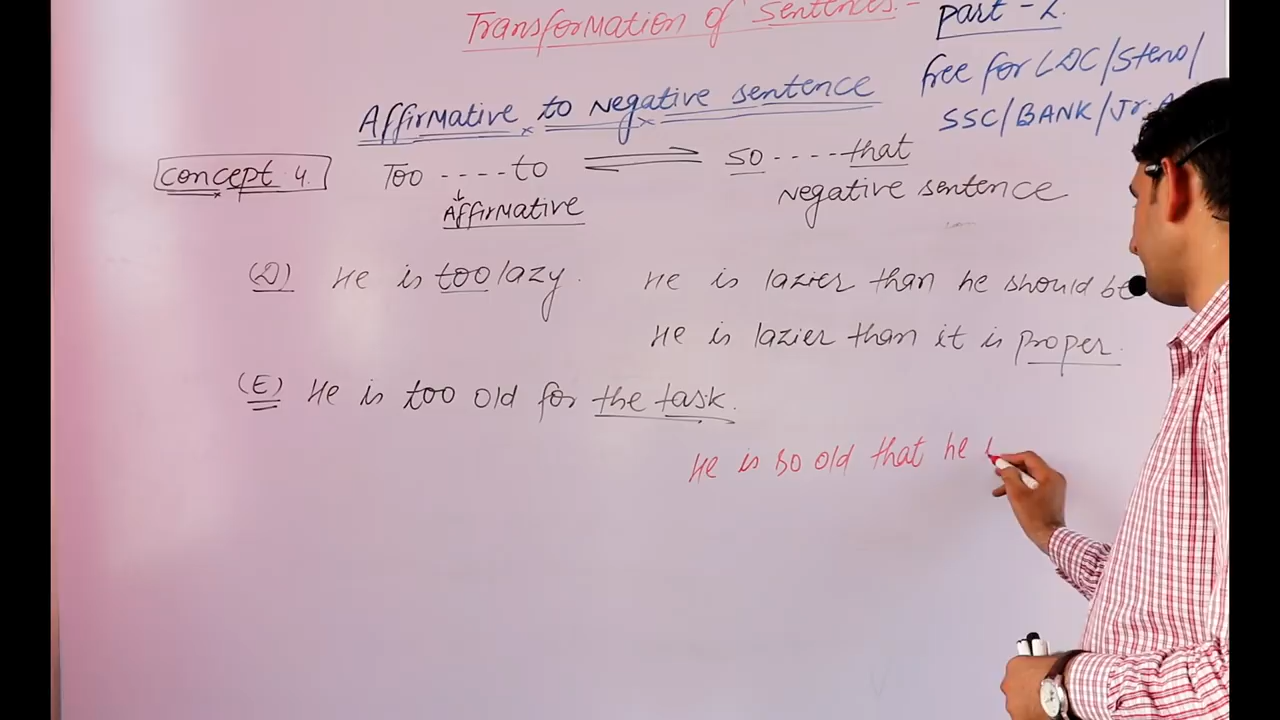 Transformation of Sentences:-
Part - 2.
free for LDC/Steno/
SSC/BANK/Jr. A
Affirmative to Negative sentence
Concept 4.
Too ----to
so ----that
Affirmative
Negative sentence
(D) He is too lazy. He is lazier than he should be
He is lazier than it is proper.
(E) He is too old for the task.
He is so old that he